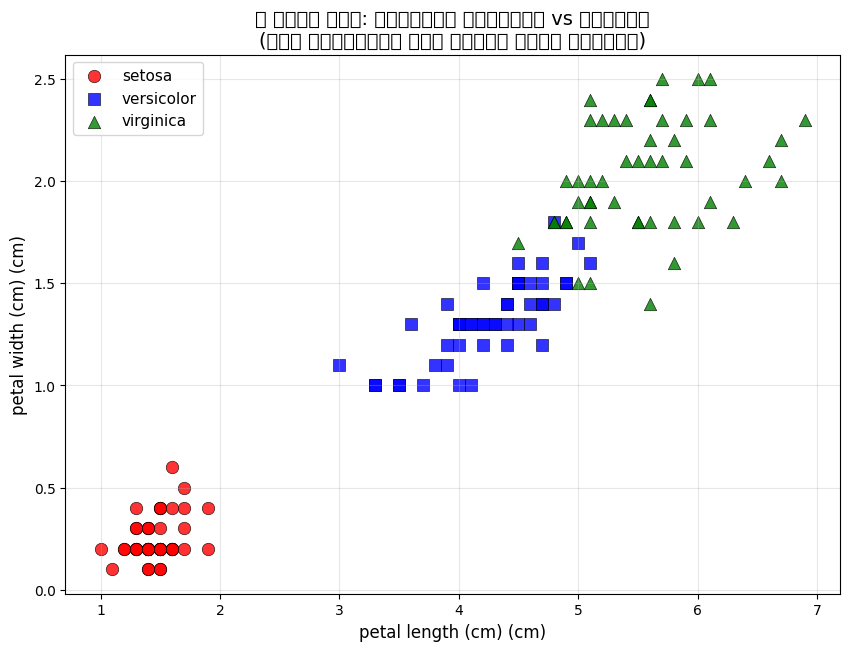 vs
setosa
versicolor
virginica
2.5
2.0
1.5
1.0
0.5
0.0
petal width (cm) (cm)
1
2
3
4
5
6
7
petal length (cm) (cm)